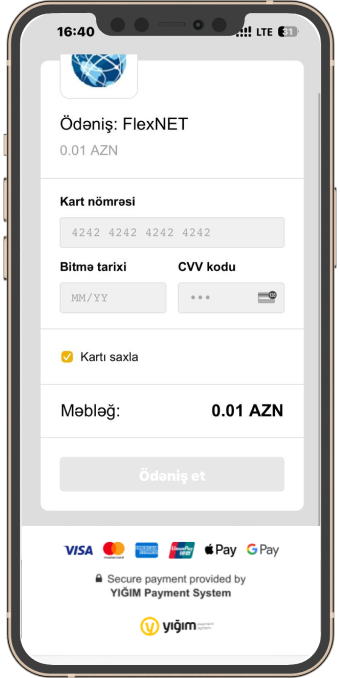 16:40
LTE 31
Ödəniş: FlexNET
0.01 AZN
Kart nömrəsi
4242 4242 4242 4242
Bitmə tarixi CVV kodu
MM/YY •••
Kartı saxla
Məbləğ: 0.01 AZN
Ödəniş et
VISA UnionPay Pay G Pay
Secure payment provided by
YIĞIM Payment System
yığım payment
system